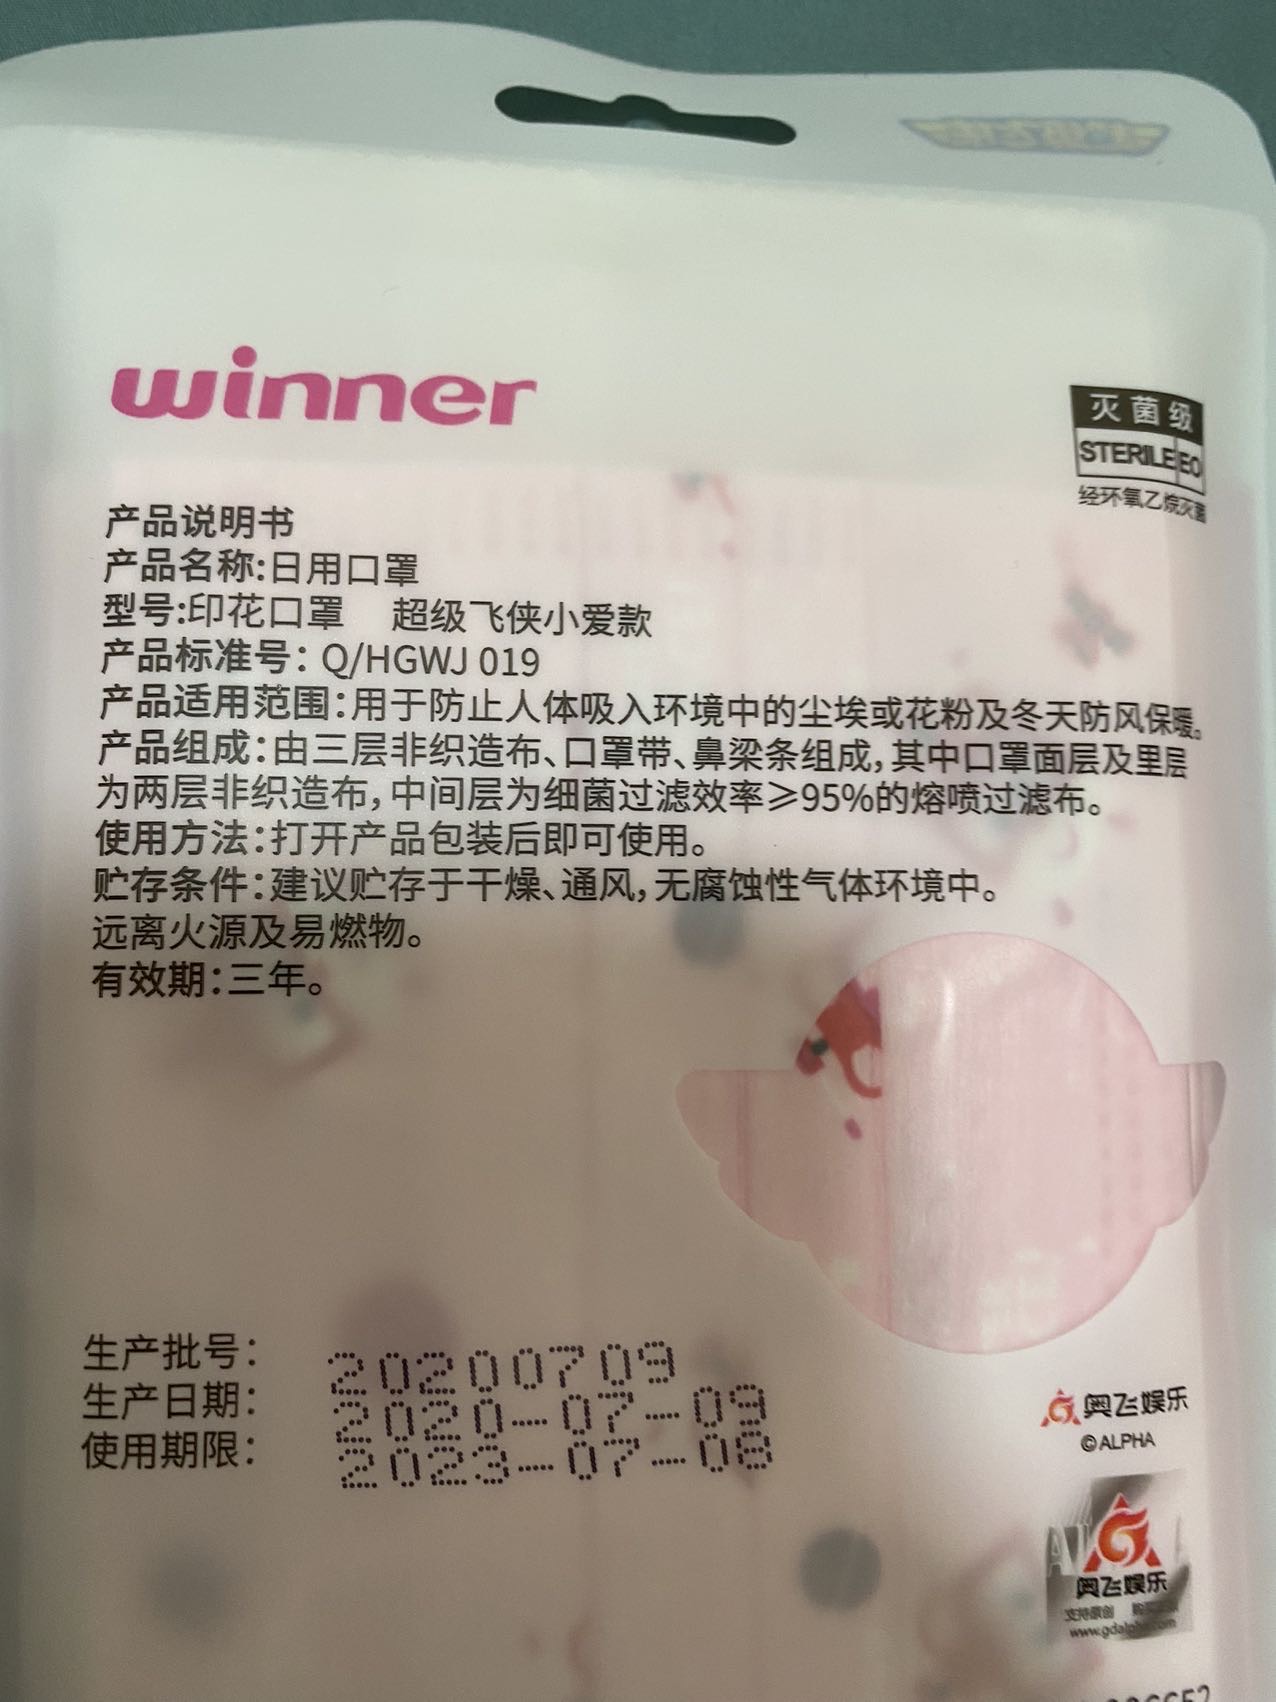 winner
灭菌级
STERILE EO
经环氧乙烷灭菌
产品说明书
产品名称:日用口罩
型号:印花口罩 超级飞侠小爱款
产品标准号：Q/HGWJ 019
产品适用范围：用于防止人体吸入环境中的尘埃或花粉及冬天防风保暖。
产品组成：由三层非织造布、口罩带、鼻梁条组成，其中口罩面层及里层
为两层非织造布，中间层为细菌过滤效率≥95%的熔喷过滤布。
使用方法：打开产品包装后即可使用。
贮存条件：建议贮存于干燥、通风，无腐蚀性气体环境中。
远离火源及易燃物。
有效期：三年。
生产批号： 20200709
生产日期： 2020-07-09
使用期限： 2023-07-08
奥飞娱乐
©ALPHA
奥飞娱乐
支持原创
www.gdalpha.com